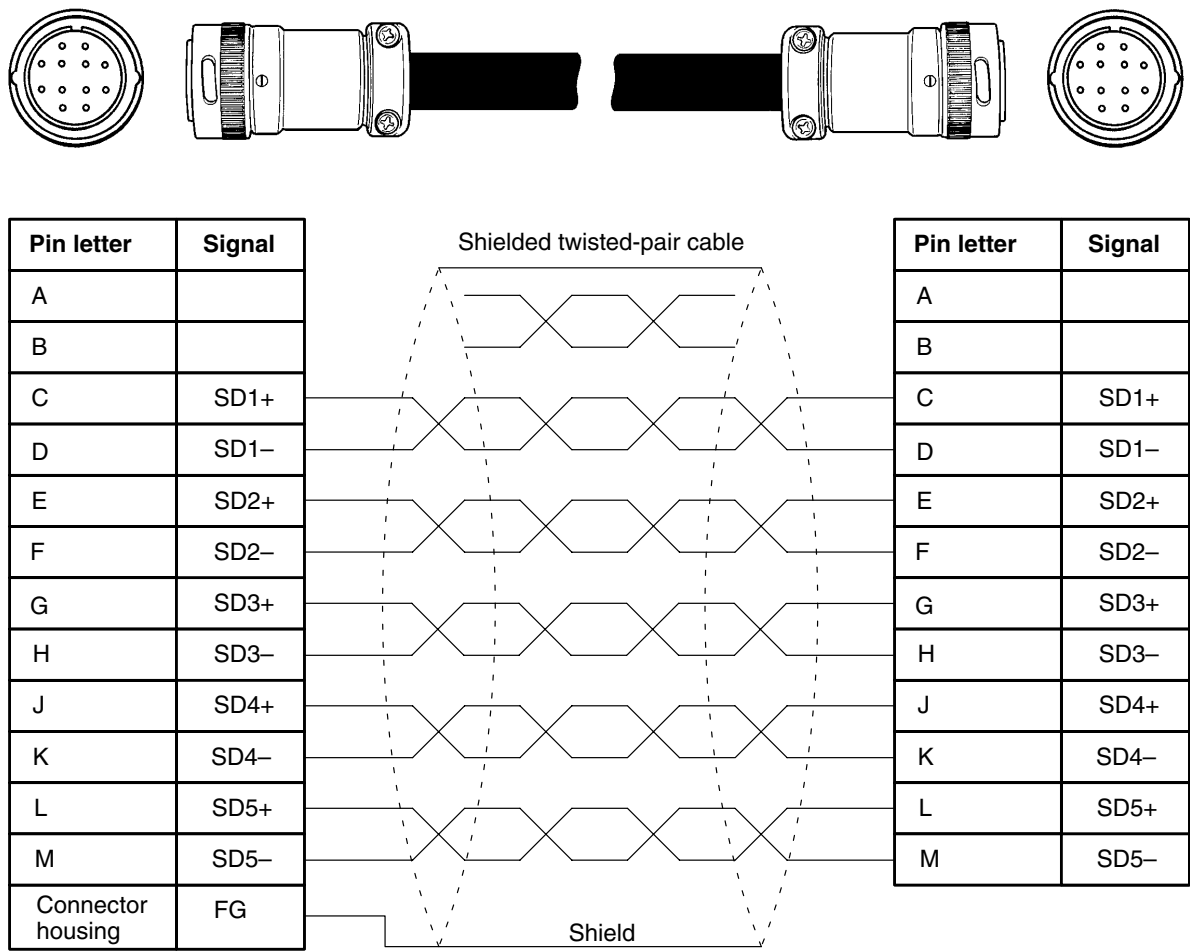 Pin letter Signal Shielded twisted-pair cable Pin letter Signal
A A
B B
C SD1+ C SD1+
D SD1– D SD1–
E SD2+ E SD2+
F SD2– F SD2–
G SD3+ G SD3+
H SD3– H SD3–
J SD4+ J SD4+
K SD4– K SD4–
L SD5+ L SD5+
M SD5– M SD5–
Connector
housing FG
Shield